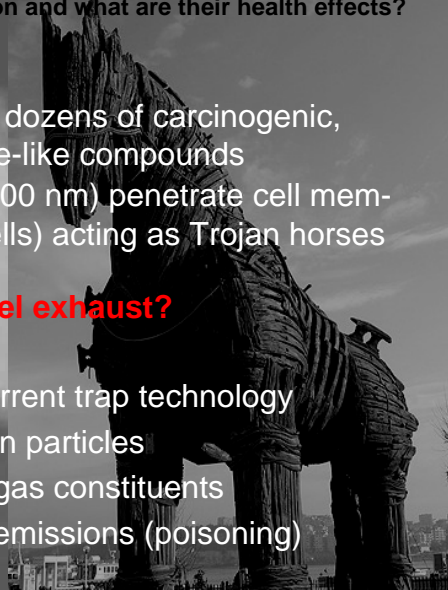 on and what are their health effects?
dozens of carcinogenic,
e-like compounds
00 nm) penetrate cell mem-
ells) acting as Trojan horses
el exhaust?
rrent trap technology
n particles
gas constituents
emissions (poisoning)